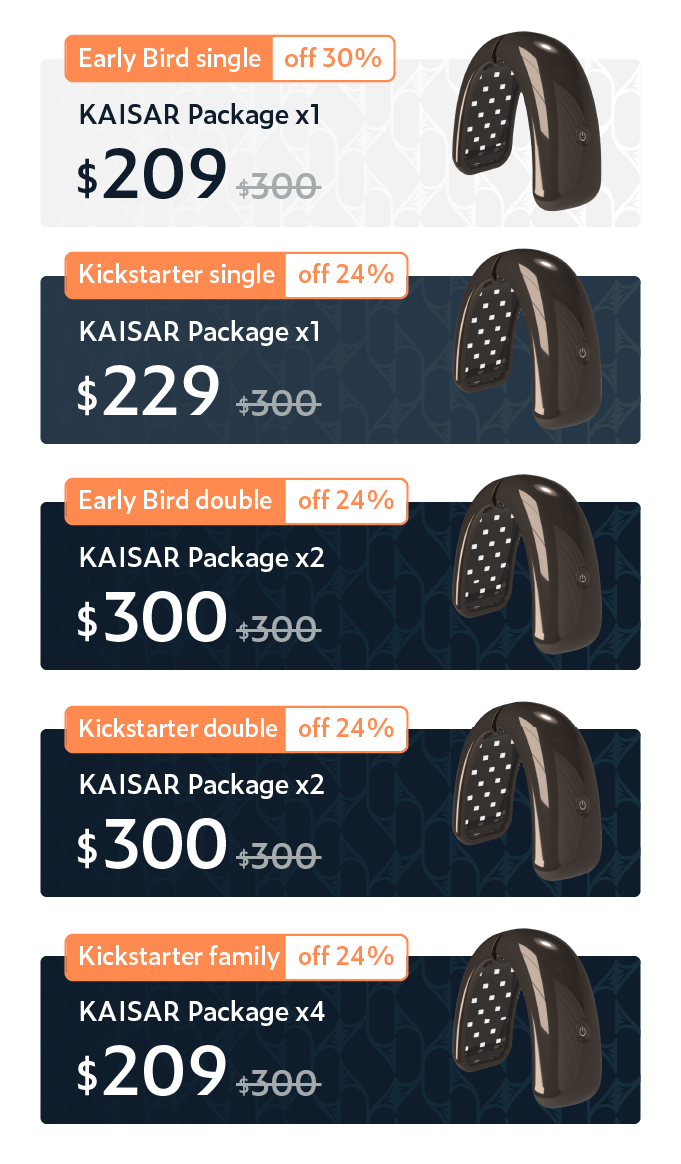 Early Bird single off 30%
KAISAR Package x1
$209 $300
Kickstarter single off 24%
KAISAR Package x1
$229 $300
Early Bird double off 24%
KAISAR Package x2
$300 $300
Kickstarter double off 24%
KAISAR Package x2
$300 $300
Kickstarter family off 24%
KAISAR Package x4
$209 $300